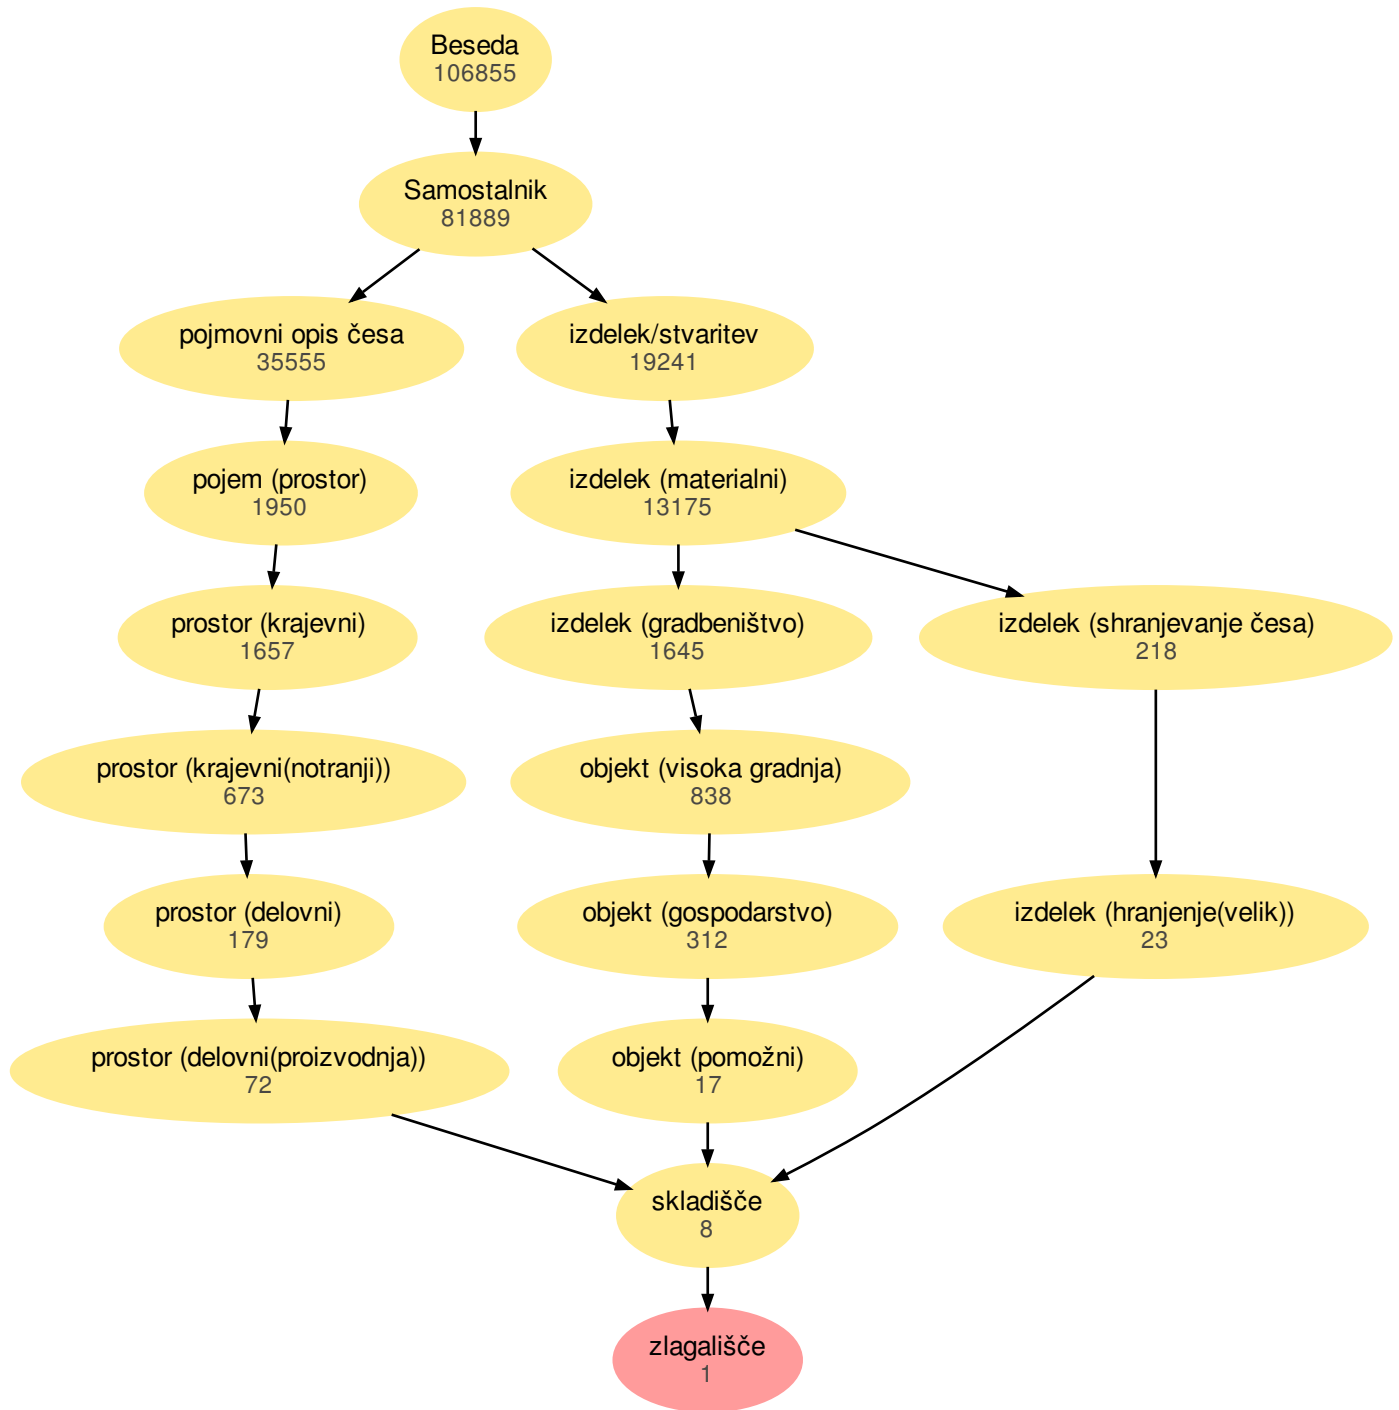 Beseda
106855
Samostalnik
81889
pojmovni opis česa
35555
izdelek/stvaritev
19241
pojem (prostor)
1950
izdelek (materialni)
13175
prostor (krajevni)
1657
izdelek (gradbeništvo)
1645
izdelek (shranjevanje česa)
218
prostor (krajevni(notranji))
673
objekt (visoka gradnja)
838
prostor (delovni)
179
objekt (gospodarstvo)
312
izdelek (hranjenje(velik))
23
prostor (delovni(proizvodnja))
72
objekt (pomožni)
17
skladišče
8
zlagališče
1